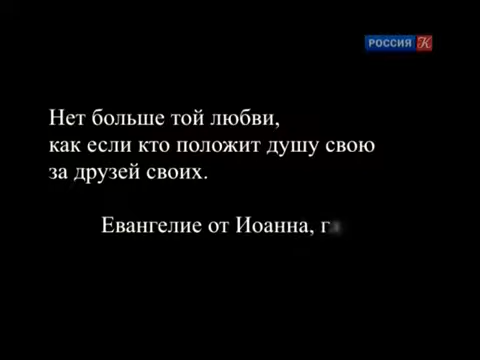 РОССИЯ К
Нет больше той любви,
как если кто положит душу свою
за друзей своих.
Евангелие от Иоанна, г